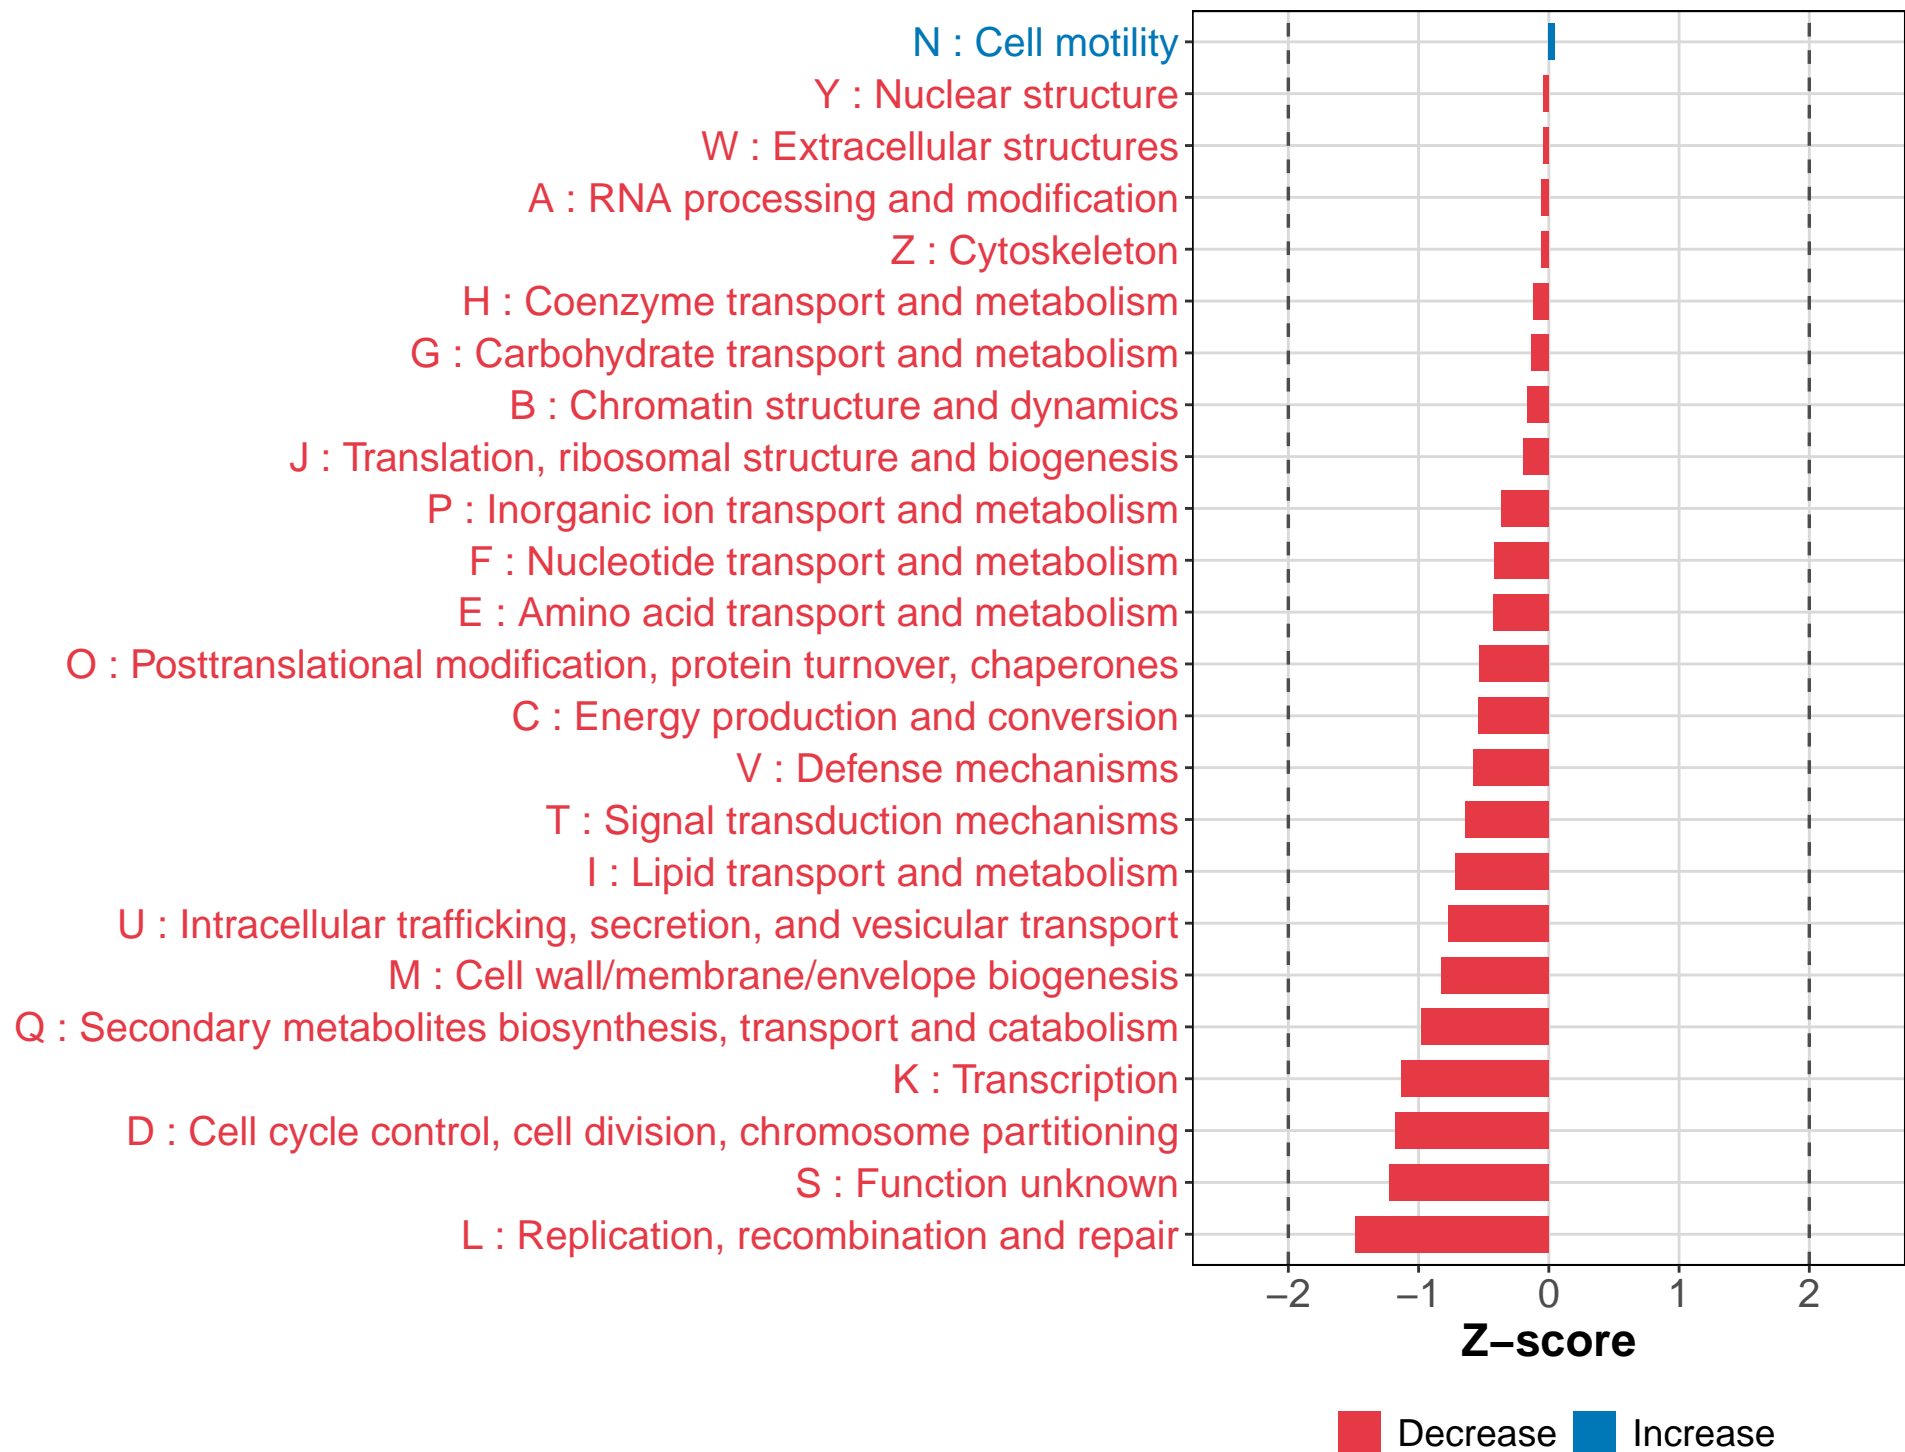 N : Cell motility
Y : Nuclear structure
W : Extracellular structures
A : RNA processing and modification
Z : Cytoskeleton
H : Coenzyme transport and metabolism
G : Carbohydrate transport and metabolism
B : Chromatin structure and dynamics
J : Translation, ribosomal structure and biogenesis
P : Inorganic ion transport and metabolism
F : Nucleotide transport and metabolism
E : Amino acid transport and metabolism
O : Posttranslational modification, protein turnover, chaperones
C : Energy production and conversion
V : Defense mechanisms
T : Signal transduction mechanisms
I : Lipid transport and metabolism
U : Intracellular trafficking, secretion, and vesicular transport
M : Cell wall/membrane/envelope biogenesis
Q : Secondary metabolites biosynthesis, transport and catabolism
K : Transcription
D : Cell cycle control, cell division, chromosome partitioning
S : Function unknown
L : Replication, recombination and repair
−2 −1 0 1 2
Z−score
Decrease Increase